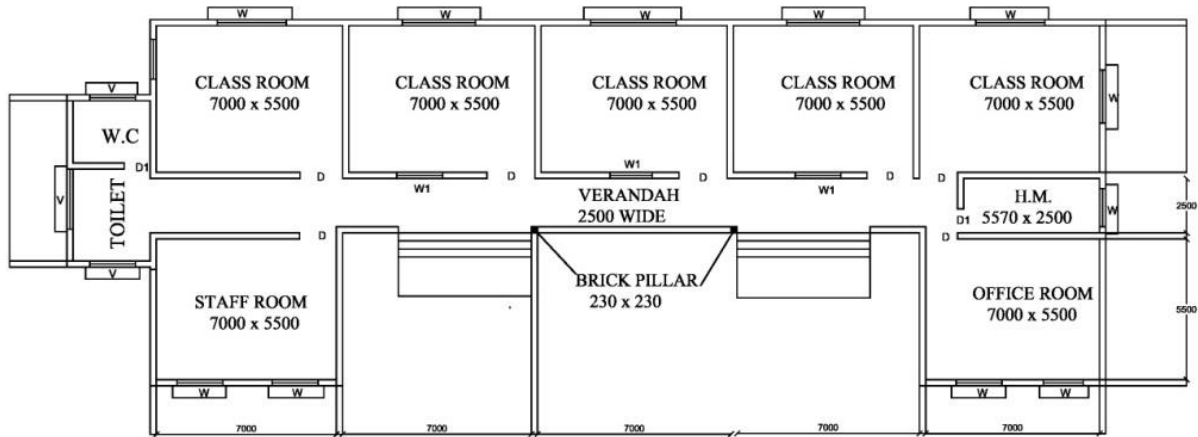 W W W W W
CLASS ROOM
7000 x 5500
CLASS ROOM
7000 x 5500
CLASS ROOM
7000 x 5500
CLASS ROOM
7000 x 5500
CLASS ROOM
7000 x 5500
V
W
W.C
D1
V
TOILET
V
D
W1
D
W1
D
W1
D
D
VERANDAH
2500 WIDE
H.M.
5570 x 2500
D1
W
2500
D
D
BRICK PILLAR
230 x 230
STAFF ROOM
7000 x 5500
OFFICE ROOM
7000 x 5500
5500
W W W W
7000 7000 7000 7000 7000